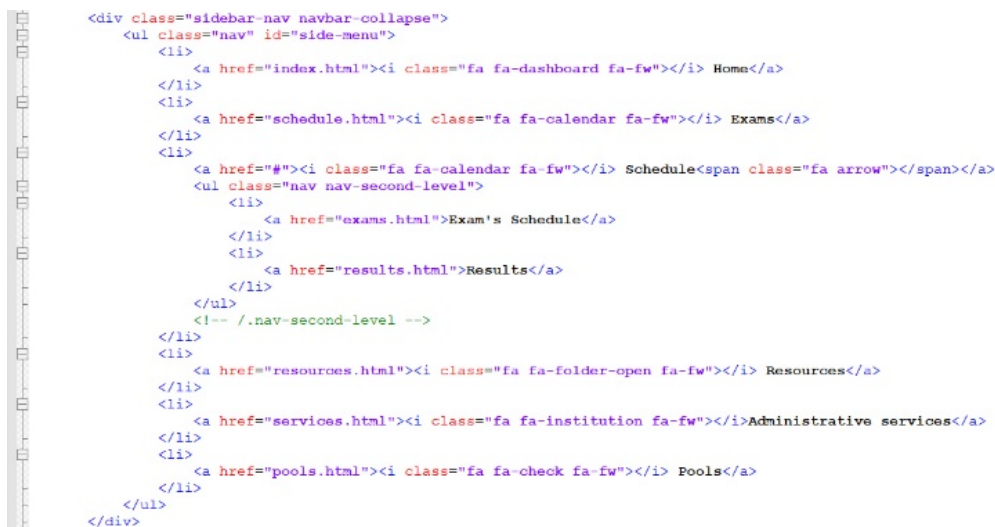 <div class="sidebar-nav navbar-collapse">
<ul class="nav" id="side-menu">
<li>
<a href="index.html"><i class="fa fa-dashboard fa-fw"></i> Home</a>
</li>
<li>
<a href="schedule.html"><i class="fa fa-calendar fa-fw"></i> Exams</a>
</li>
<li>
<a href="#"><i class="fa fa-calendar fa-fw"></i> Schedule<span class="fa arrow"></span></a>
<ul class="nav nav-second-level">
<li>
<a href="exams.html">Exam's Schedule</a>
</li>
<li>
<a href="results.html">Results</a>
</li>
</ul>
<!-- /.nav-second-level -->
</li>
<li>
<a href="resources.html"><i class="fa fa-folder-open fa-fw"></i> Resources</a>
</li>
<li>
<a href="services.html"><i class="fa fa-institution fa-fw"></i>Administrative services</a>
</li>
<li>
<a href="pools.html"><i class="fa fa-check fa-fw"></i> Pools</a>
</li>
</ul>
</div>